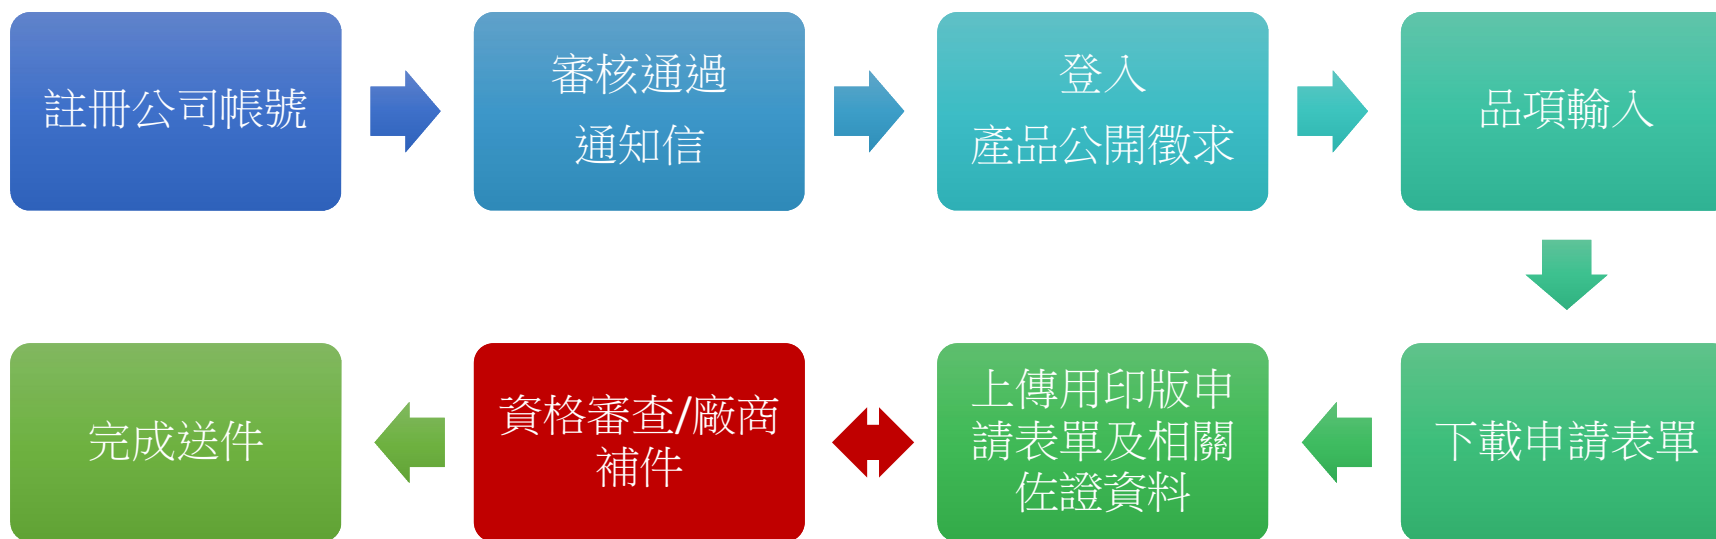 註冊公司帳號
審核通過
通知信
登入
產品公開徵求
品項輸入
下載申請表單
上傳用印版申
請表單及相關
佐證資料
資格審查/廠商
補件
完成送件